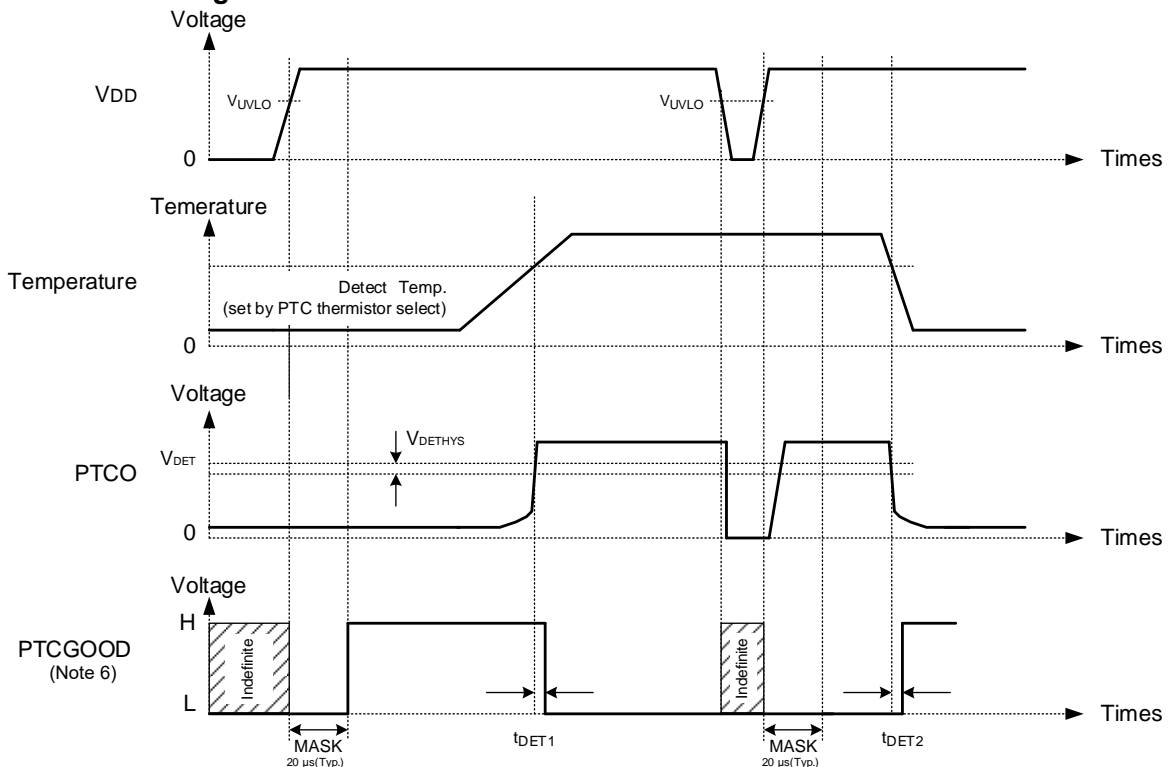 Voltage
VDD
VUVLO
VUVLO
0
Times
Temerature
Temperature
Detect Temp.
(set by PTC thermistor select)
0
Times
Voltage
VDETHYS
VDET
PTCO
0
Times
Voltage
H
PTCGOOD
(Note 6)
Indefinite
Indefinite
L
Times
MASK
20 µs(Typ.)
tDET1
MASK
20 µs(Typ.)
tDET2